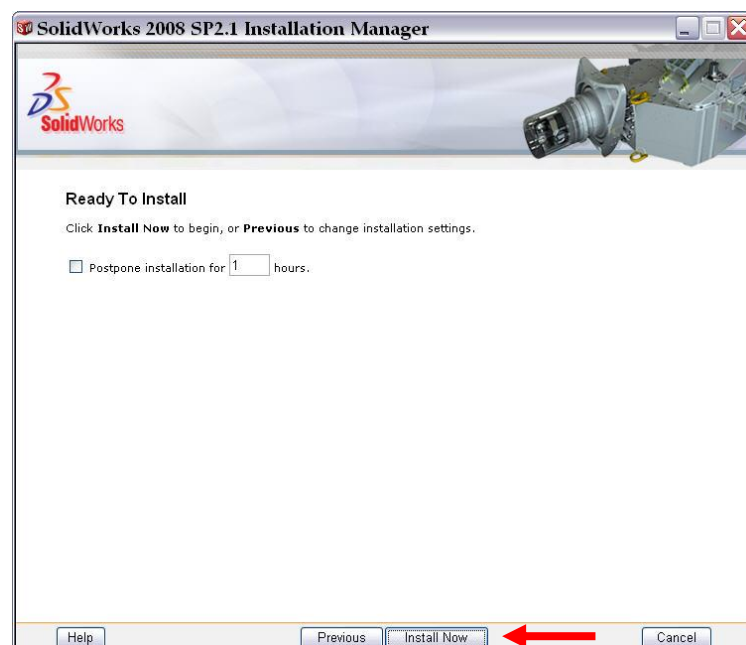 SolidWorks 2008 SP2.1 Installation Manager
SolidWorks
Ready To Install
Click Install Now to begin, or Previous to change installation settings.
Postpone installation for 1 hours.
Help Previous Install Now Cancel